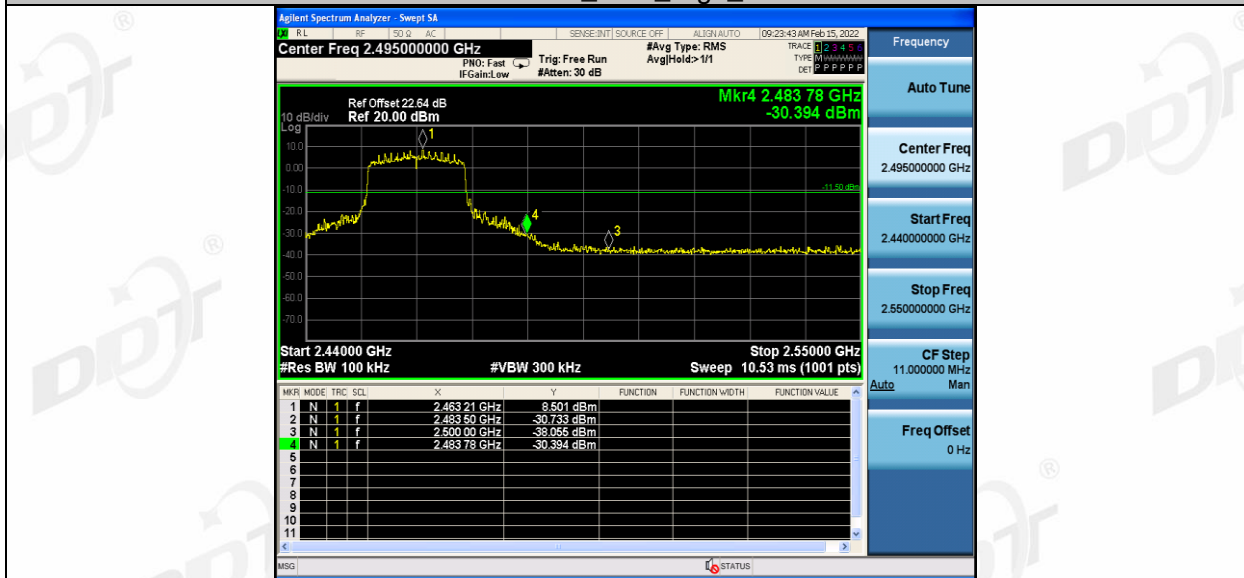 Agilent Spectrum Analyzer - Swept SA
RL RF 50 Ω AC SENSE:INT SOURCE OFF ALIGN AUTO 09:23:43 AM Feb 15, 2022
Center Freq 2.495000000 GHz #Avg Type: RMS TRACE 1 2 3 4 5 6
PNO: Fast Trig: Free Run Avg|Hold:>1/1 TYPE M
IFGain:Low #Atten: 30 dB DET P P P P P P
Frequency
Auto Tune
Center Freq
2.495000000 GHz
Start Freq
2.440000000 GHz
Stop Freq
2.550000000 GHz
CF Step
11.000000 MHz
Auto Man
Freq Offset
0 Hz
Mkr4 2.483 78 GHz
Ref Offset 22.64 dB
10 dB/div Ref 20.00 dBm -30.394 dBm
Log
10.0
0.00
-10.0
-20.0
-30.0
-40.0
-50.0
-60.0
-70.0
1
4
3
-11.50 dBm
Start 2.44000 GHz Stop 2.55000 GHz
#Res BW 100 kHz #VBW 300 kHz Sweep 10.53 ms (1001 pts)
MKR MODE TRC SCL X Y FUNCTION FUNCTION WIDTH FUNCTION VALUE
1 N 1 f 2.463 21 GHz 8.501 dBm
2 N 1 f 2.483 50 GHz -30.733 dBm
3 N 1 f 2.500 00 GHz -38.055 dBm
4 N 1 f 2.483 78 GHz -30.394 dBm
5
6
7
8
9
10
11
MSG STATUS
DDT
®